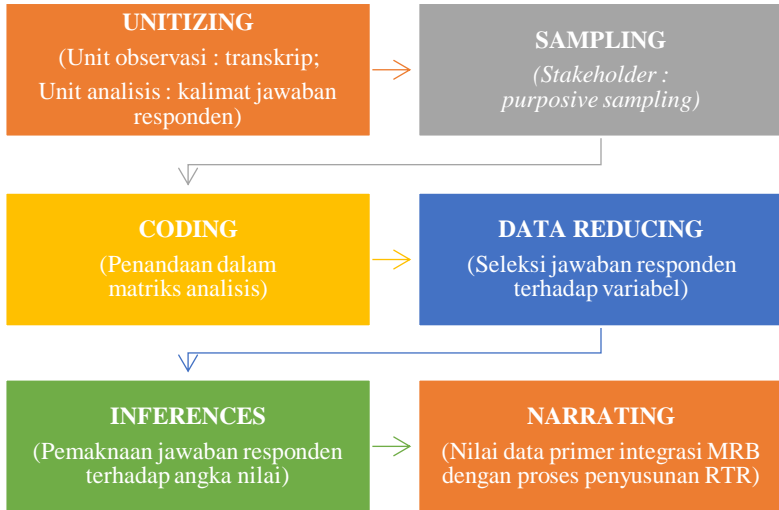 UNITIZING
(Unit observasi : transkrip;
Unit analisis : kalimat jawaban
responden)
SAMPLING
(Stakeholder :
purposive sampling)
CODING
(Penandaan dalam
matriks analisis)
DATA REDUCING
(Seleksi jawaban responden
terhadap variabel)
INFERENCES
(Pemaknaan jawaban responden
terhadap angka nilai)
NARRATING
(Nilai data primer integrasi MRB
dengan proses penyusunan RTR)